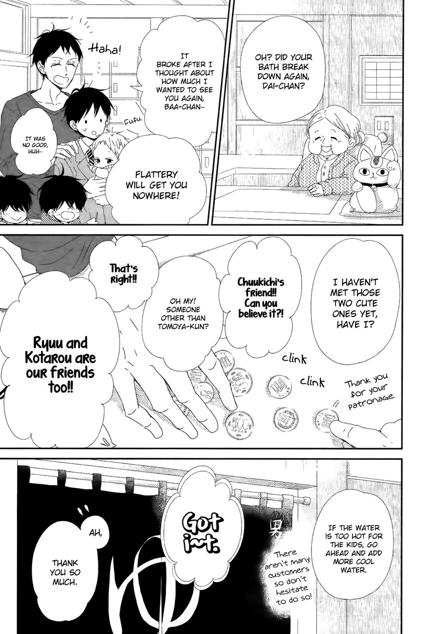 OH? DID YOUR
BATH BREAK
DOWN AGAIN,
DAI-CHAN?
IT
BROKE AFTER I
THOUGHT ABOUT
HOW MUCH I
WANTED TO SEE
YOU AGAIN,
BAA-CHAN~
Haha!
Fufu
IT WAS
NO GOOD,
HUH~
FLATTERY
WILL GET YOU
NOWHERE!
I HAVEN'T
MET THOSE
TWO CUTE
ONES YET,
HAVE I?
Chuukichi's
friend!!
Can you
believe it?!
OH MY!
SOMEONE
OTHER THAN
TOMOYA-KUN?
That's
right!!
Ryuu and
Kotarou are
our friends
too!!
clink
clink
Thank you
for your
patronage
IF THE WATER
IS TOO HOT FOR
THE KIDS, GO
AHEAD AND ADD
MORE COOL
WATER.
There
aren't many
customers
so don't
hesitate
to do so!
男
Got
i~t.
AH,
THANK
YOU SO
MUCH.